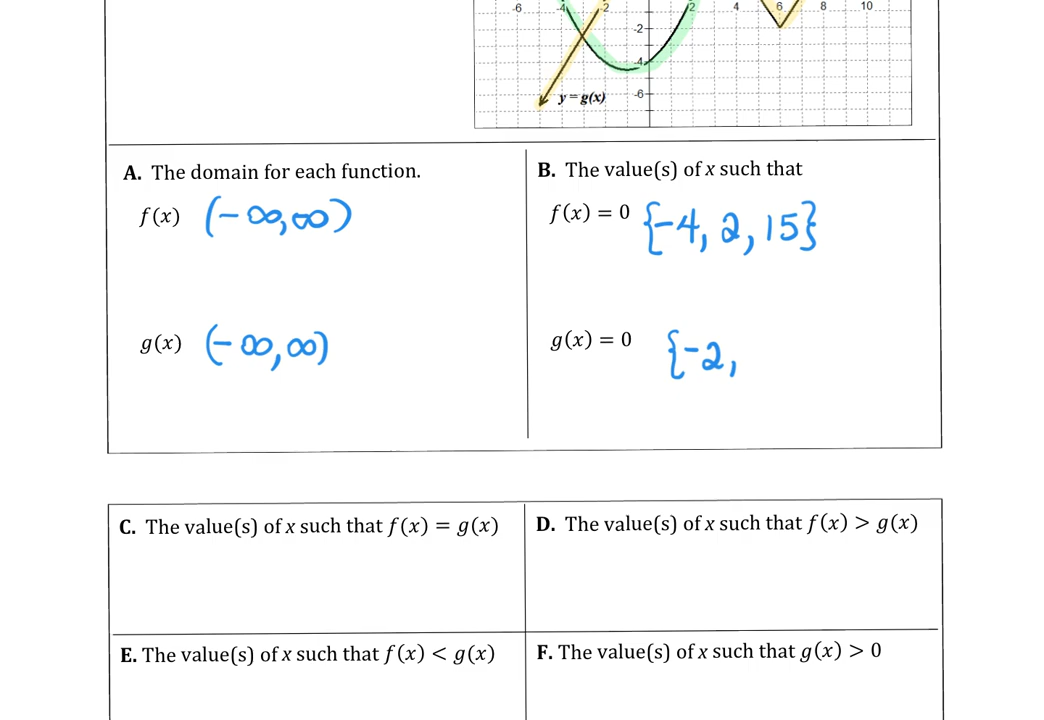 -6 -4 -2 2 4 6 8 10
-2
-4
-6
y = g(x)
A. The domain for each function.
f(x) (-∞,∞)
g(x) (-∞,∞)
B. The value(s) of x such that
f(x) = 0 {-4, 2, 15}
g(x) = 0 {-2,
C. The value(s) of x such that f(x) = g(x)
D. The value(s) of x such that f(x) > g(x)
E. The value(s) of x such that f(x) < g(x)
F. The value(s) of x such that g(x) > 0